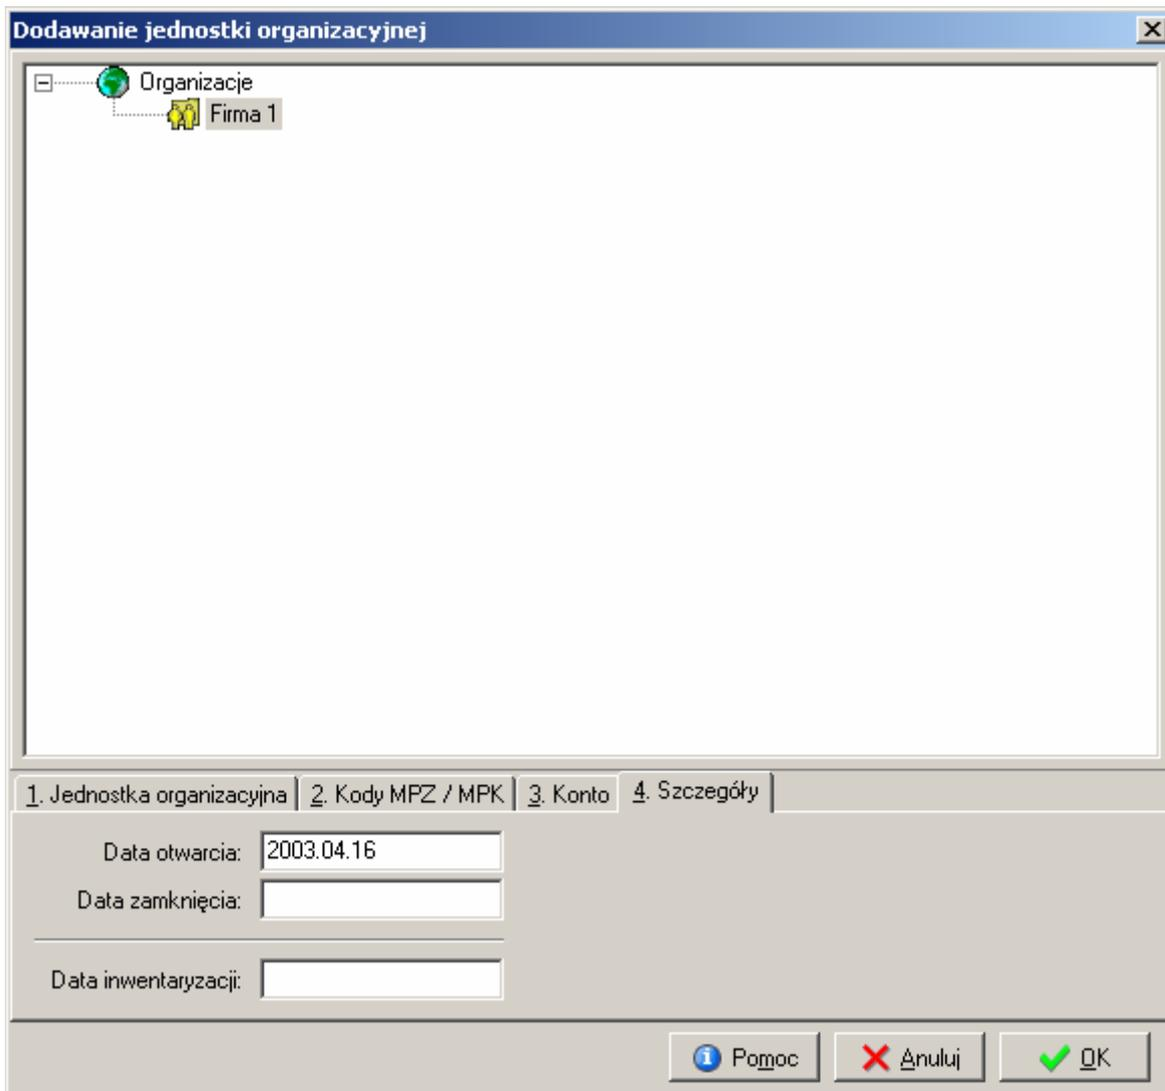 Dodawanie jednostki organizacyjnej
Organizacje
Firma 1
1. Jednostka organizacyjna 2. Kody MPZ / MPK 3. Konto 4. Szczegóły
Data otwarcia: 2003.04.16
Data zamknięcia:
Data inwentaryzacji:
Pomoc Anuluj OK